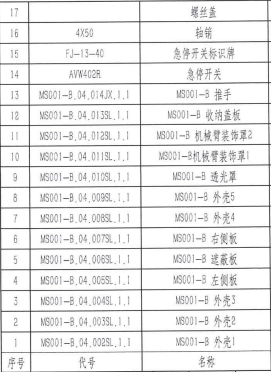 17 螺丝盖
16 4X50 轴销
15 FJ-13-40 急停开关标识牌
14 AVW402R 急停开关
13 MS001-B.04.014JX.1.1 MS001-B 推手
12 MS001-B.04.013SL.1.1 MS001-B 收纳盖板
11 MS001-B.04.012SL.1.1 MS001-B 机械臂装饰罩2
10 MS001-B.04.011SL.1.1 MS001-B机械臂装饰罩1
9 MS001-B.04.010SL.1.1 MS001-B 透光罩
8 MS001-B.04.009SL.1.1 MS001-B 外壳5
7 MS001-B.04.008SL.1.1 MS001-B 外壳4
6 MS001-B.04.007SL.1.1 MS001-B 右侧板
5 MS001-B.04.006SL.1.1 MS001-B 遮蔽板
4 MS001-B.04.005SL.1.1 MS001-B 左侧板
3 MS001-B.04.004SL.1.1 MS001-B 外壳3
2 MS001-B.04.003SL.1.1 MS001-B 外壳2
1 MS001-B.04.002SL.1.1 MS001-B 外壳1
序号 代号 名称